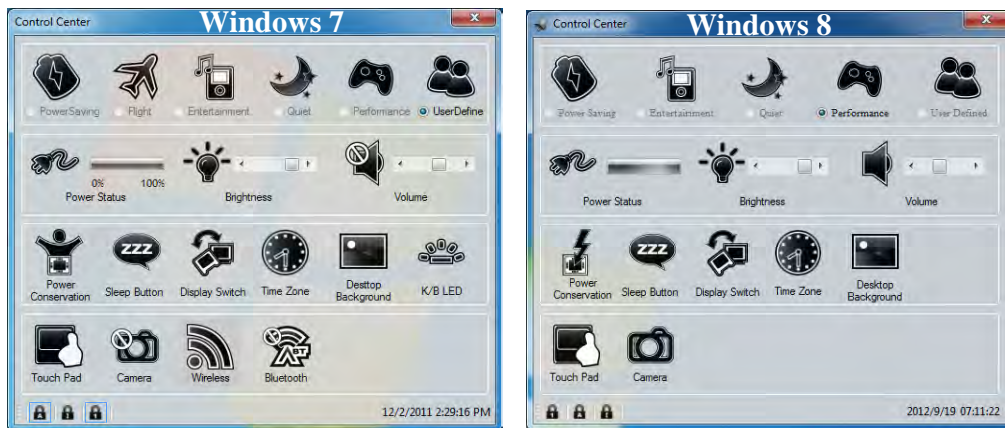 Control Center
Windows 7
PowerSaving Flight Entertainment Quiet Performance UserDefine
0% 100%
Power Status Brightness Volume
ZZZ
Power Conservation Sleep Button Display Switch Time Zone Desttop Background K/B LED
BT
Touch Pad Camera Wireless Bluetooth
12/2/2011 2:29:16 PM
Control Center
Windows 8
Power Saving Entertainment Quiet Performance User Defined
Power Status Brightness Volume
ZZZ
Power Conservation Sleep Button Display Switch Time Zone Desktop Background
Touch Pad Camera
2012/9/19 07:11:22